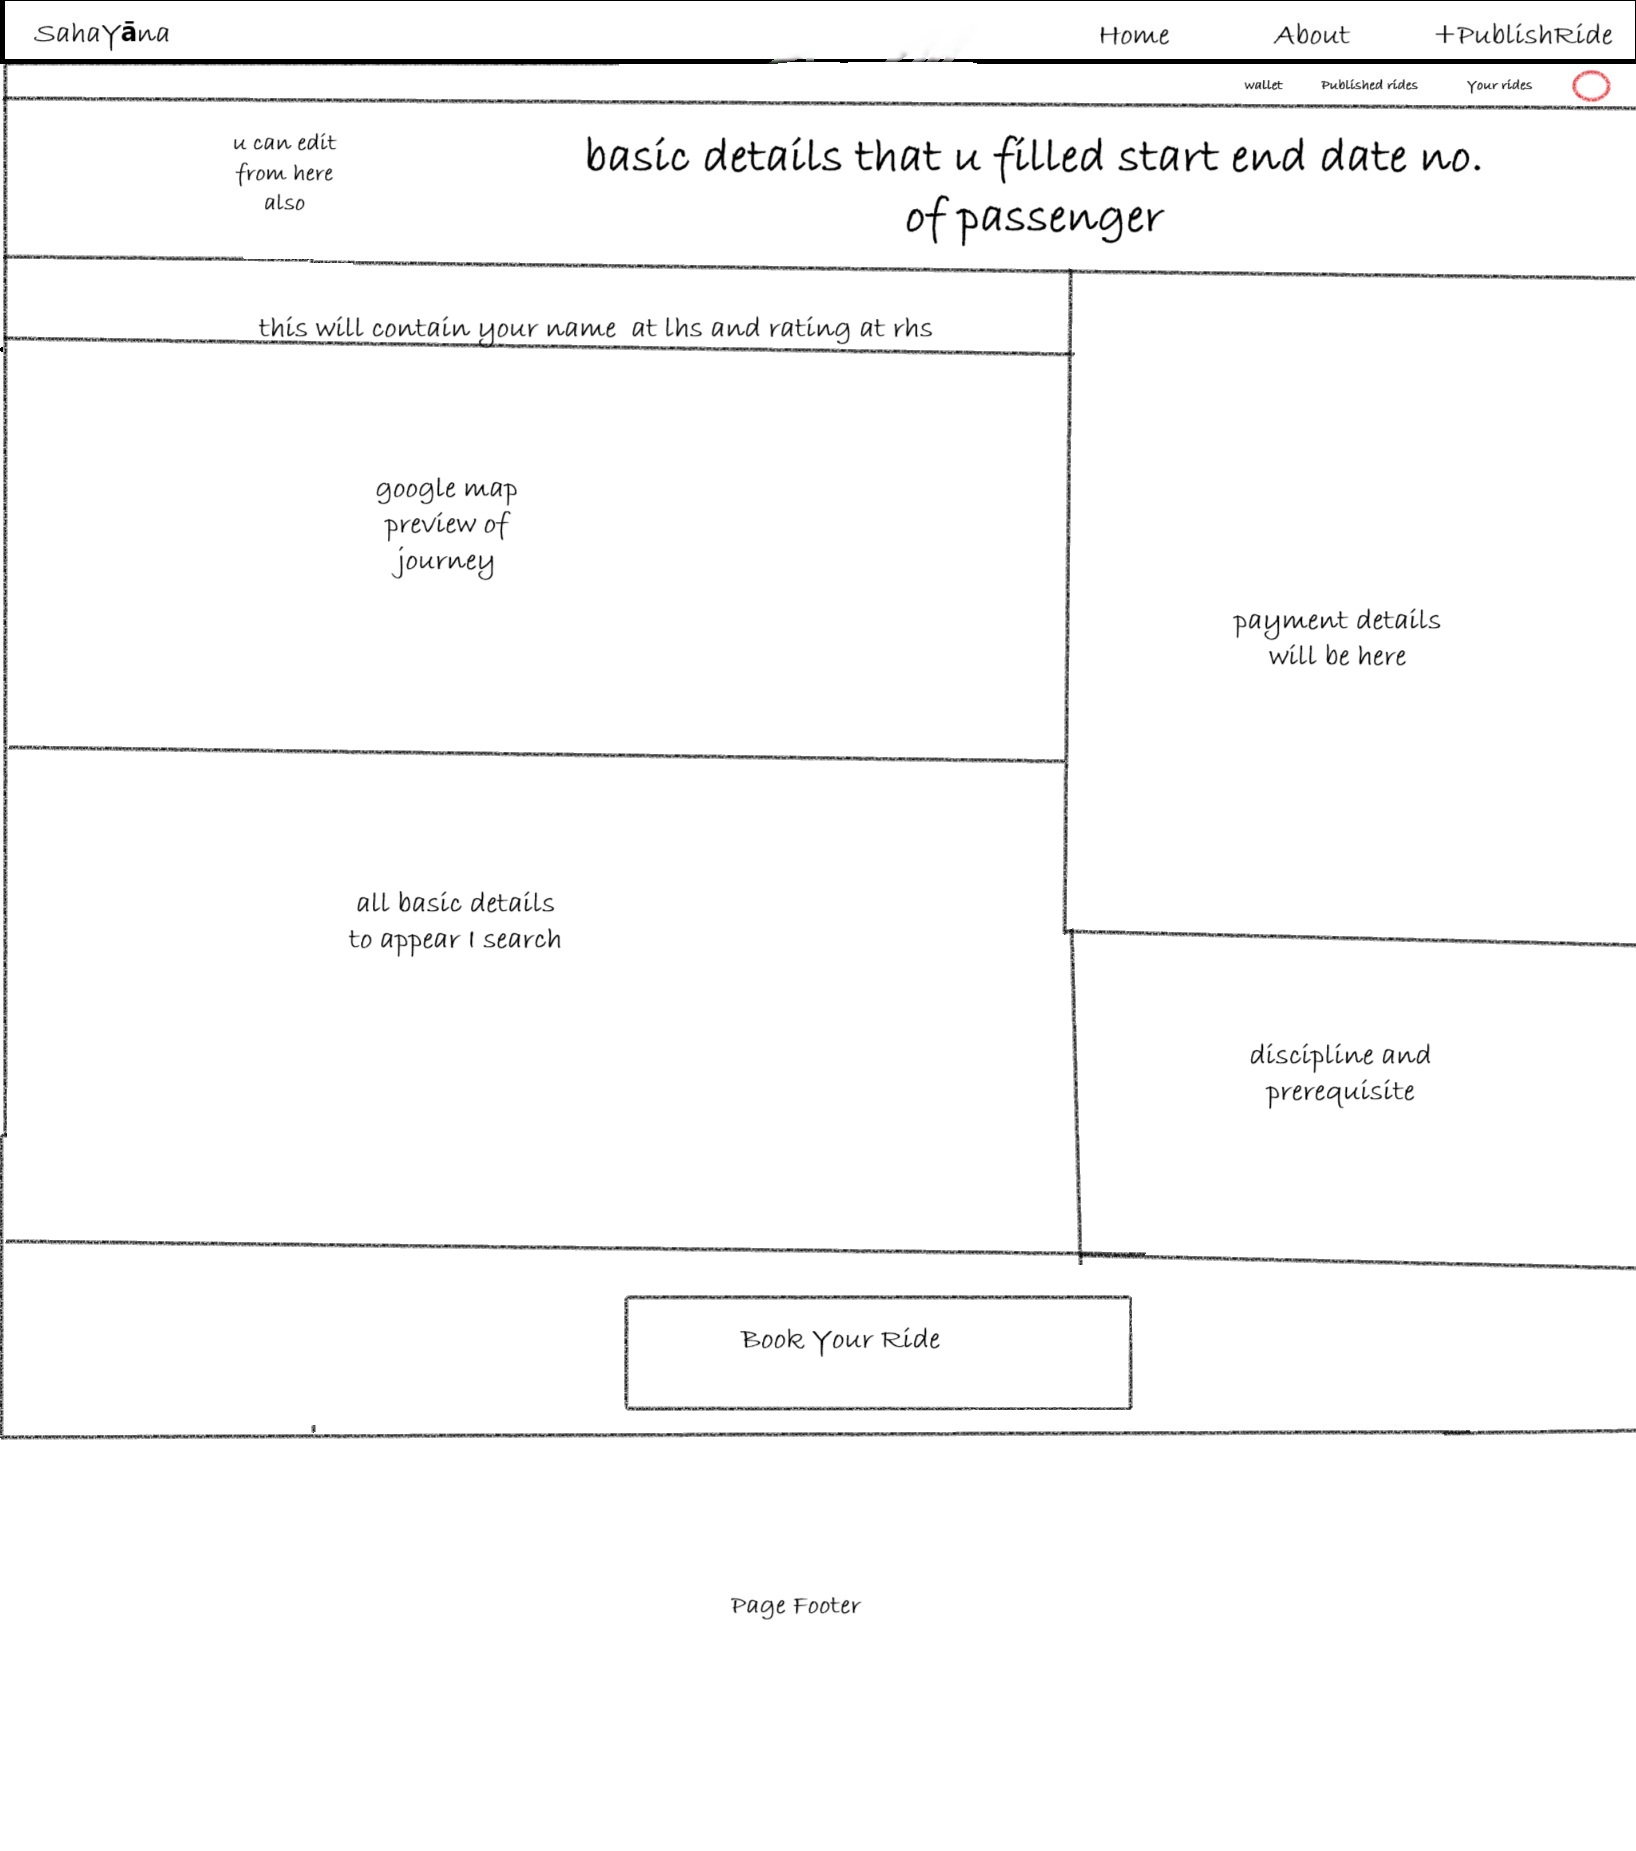 SahaYāna Home About +PublishRide
wallet Published rides Your rides
u can edit
from here
also
basic details that u filled start end date no.
of passenger
this will contain your name at lhs and rating at rhs
google map
preview of
journey
payment details
will be here
all basic details
to appear I search
discipline and
prerequisite
Book Your Ride
Page Footer